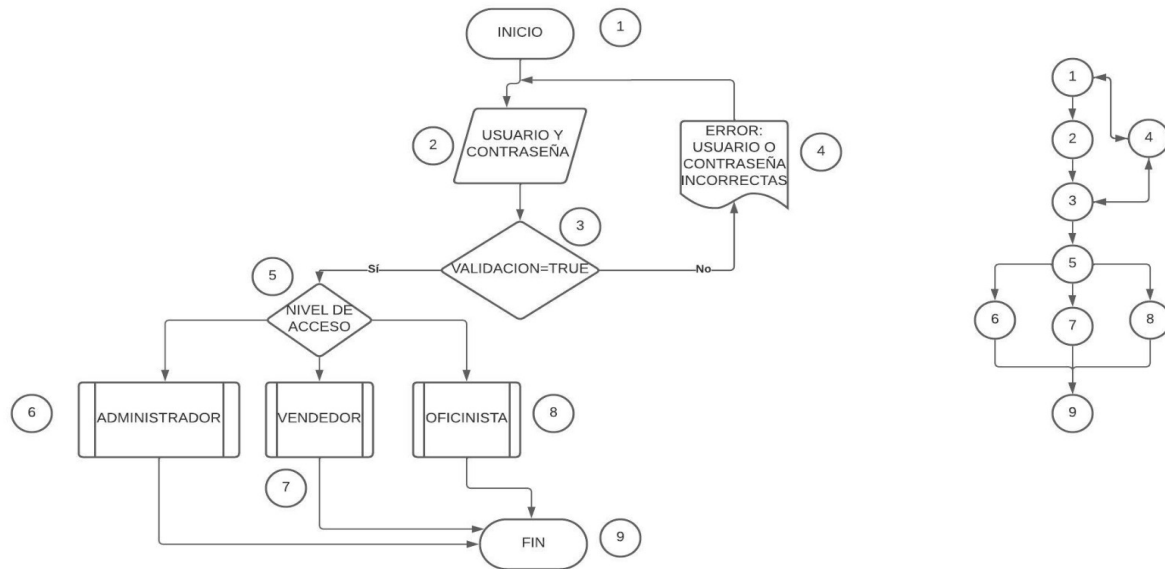 INICIO
1
2
USUARIO Y
CONTRASEÑA
ERROR:
USUARIO O
CONTRASEÑA
INCORRECTAS
4
3
VALIDACION=TRUE
Sí
No
5
NIVEL DE
ACCESO
6
ADMINISTRADOR
VENDEDOR
OFICINISTA
8
7
FIN
9
1
2
4
3
5
6
7
8
9